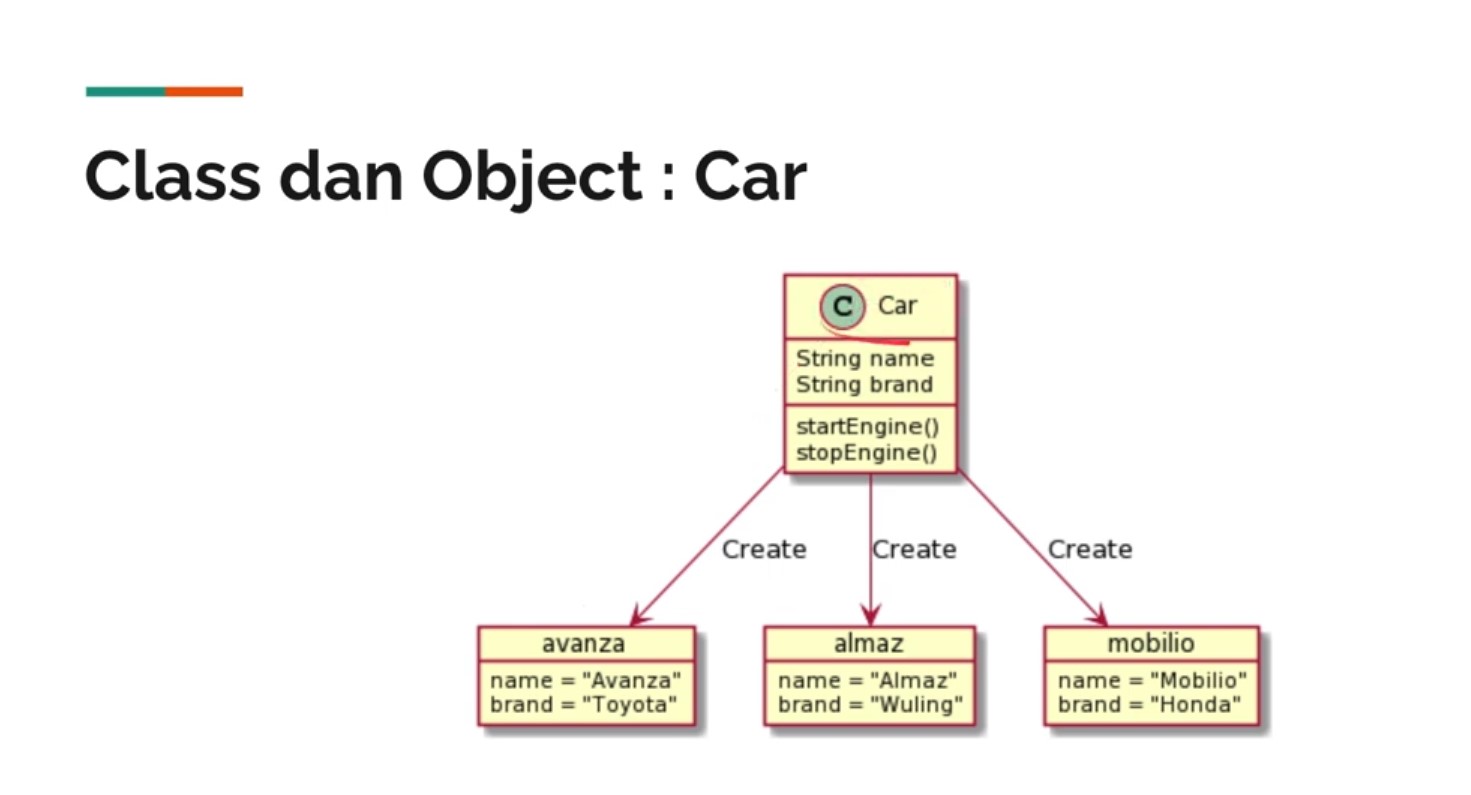 Class dan Object : Car
C Car
String name
String brand
startEngine()
stopEngine()
Create
Create
Create
avanza
name = "Avanza"
brand = "Toyota"
almaz
name = "Almaz"
brand = "Wuling"
mobilio
name = "Mobilio"
brand = "Honda"